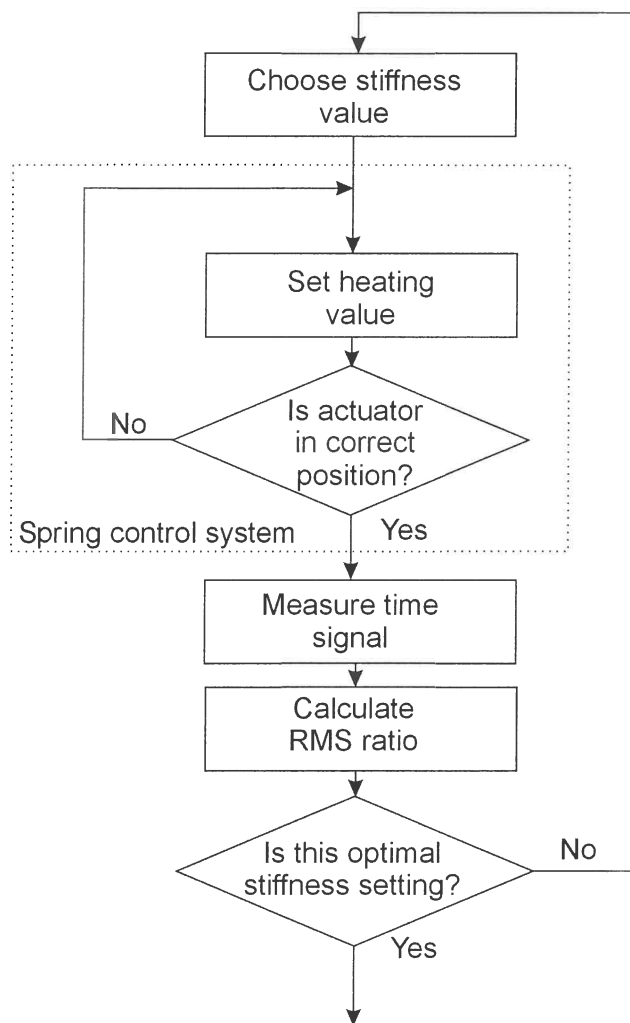 Choose stiffness
value
Set heating
value
Is actuator
in correct
position?
No
Yes
Spring control system
Measure time
signal
Calculate
RMS ratio
Is this optimal
stiffness setting?
No
Yes